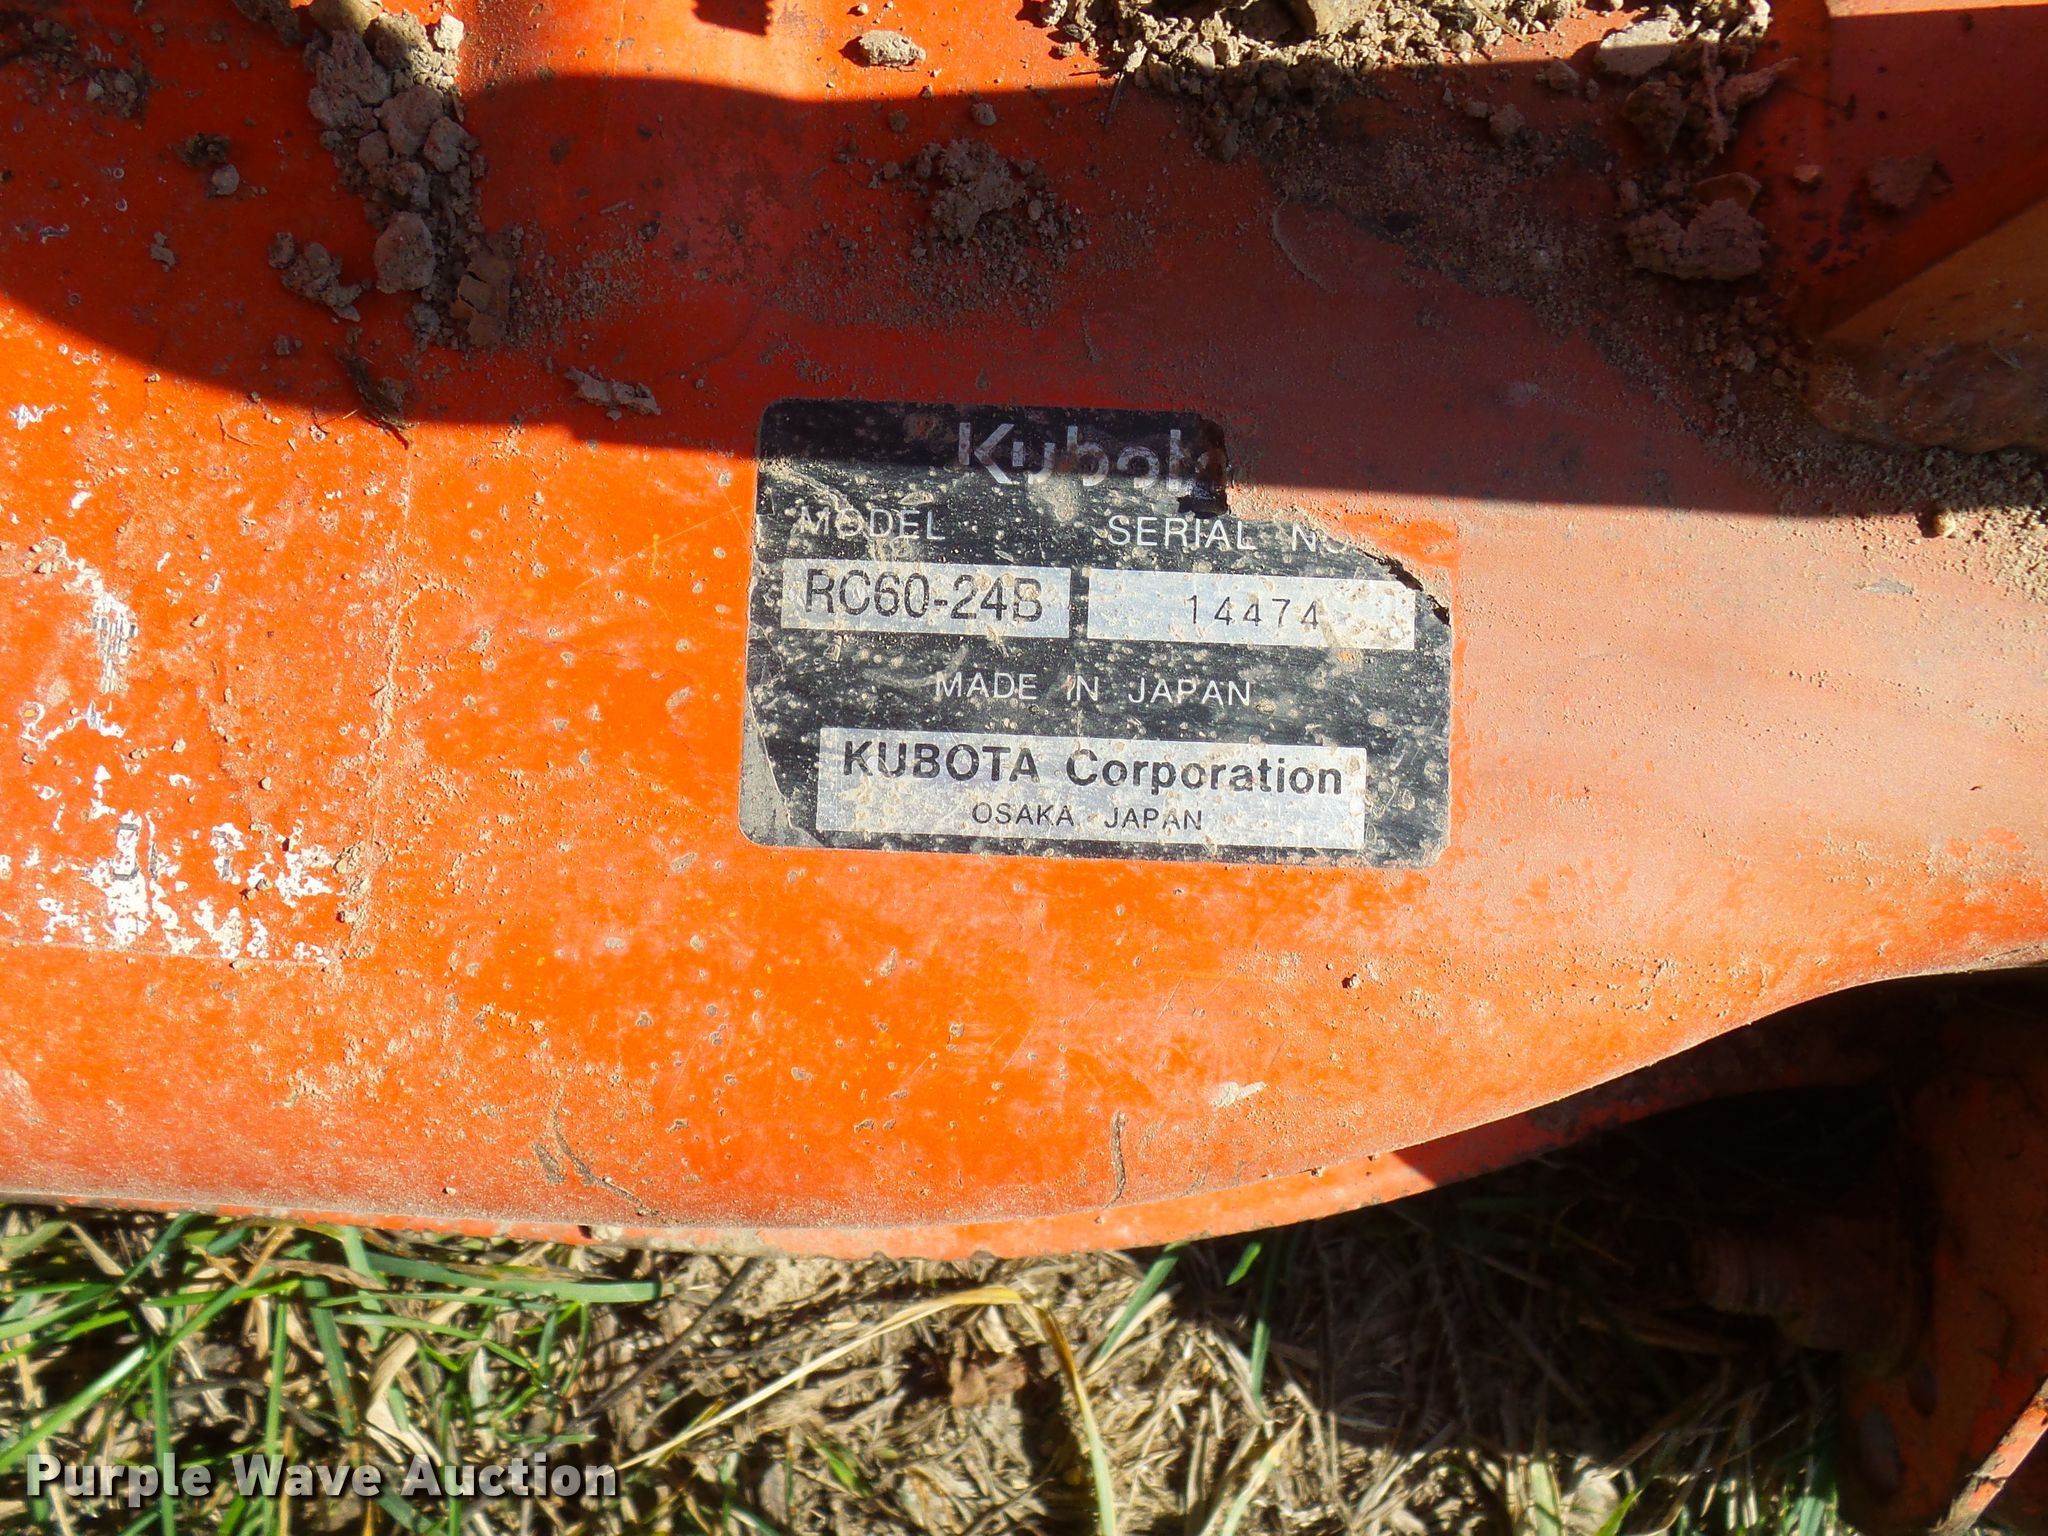 Kubota
MODEL SERIAL NO.
RC60-24B 14474
MADE IN JAPAN
KUBOTA Corporation
OSAKA JAPAN
Purple Wave Auction